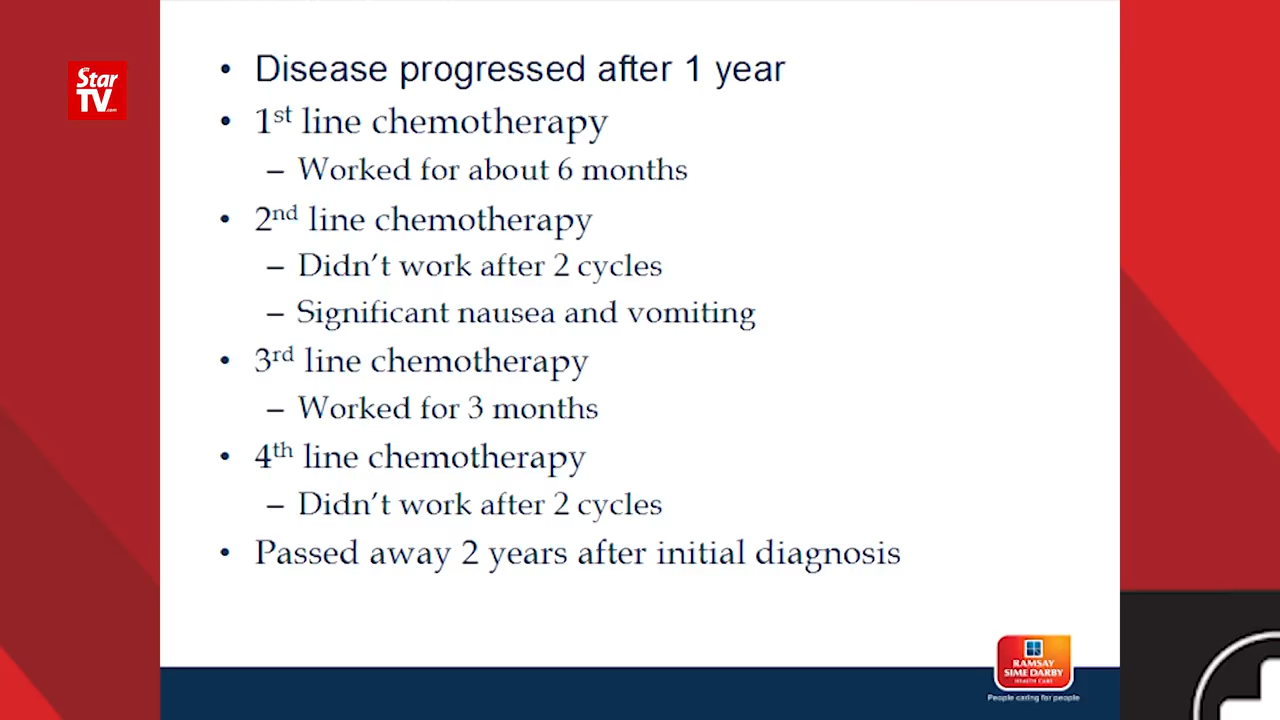 the
Star
TV.com
• Disease progressed after 1 year
• 1st line chemotherapy
– Worked for about 6 months
• 2nd line chemotherapy
– Didn’t work after 2 cycles
– Significant nausea and vomiting
• 3rd line chemotherapy
– Worked for 3 months
• 4th line chemotherapy
– Didn’t work after 2 cycles
• Passed away 2 years after initial diagnosis
RAMSAY
SIME DARBY
HEALTH CARE
People caring for people